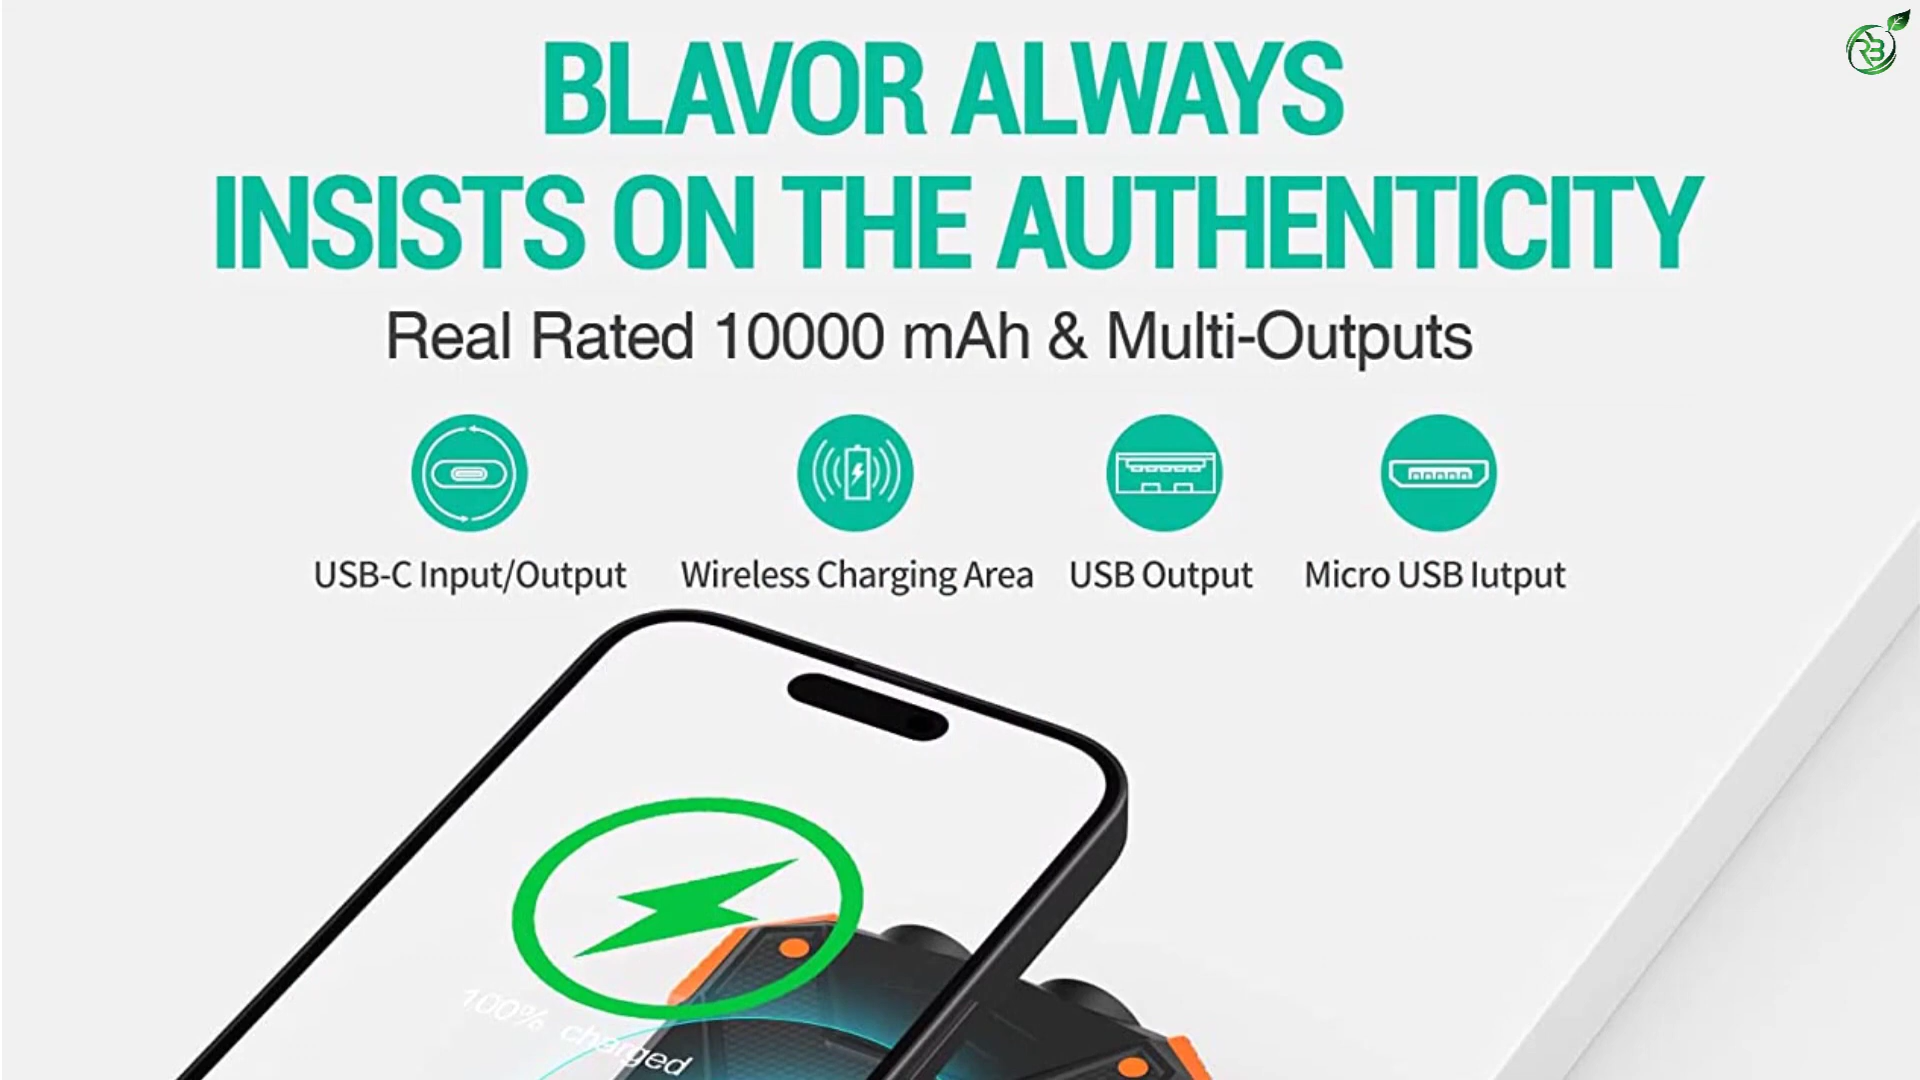 BLAVOR ALWAYS
INSISTS ON THE AUTHENTICITY
Real Rated 10000 mAh & Multi-Outputs
USB-C Input/Output Wireless Charging Area USB Output Micro USB Iutput
100% charged
RB